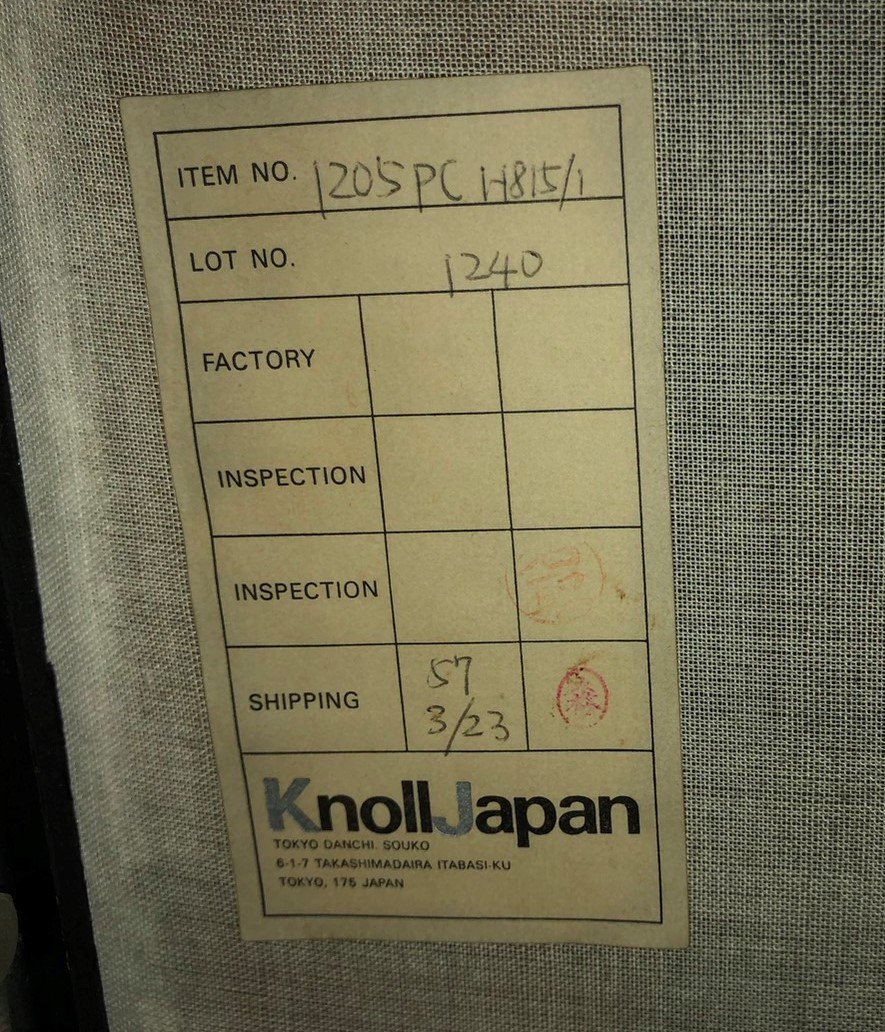 ITEM NO. 1205PC H815/1
LOT NO. 1240
FACTORY
INSPECTION
INSPECTION
SHIPPING 57
3/23
KnollJapan
TOKYO DANCHI. SOUKO
6-1-7 TAKASHIMADAIRA ITABASI-KU
TOKYO, 175 JAPAN